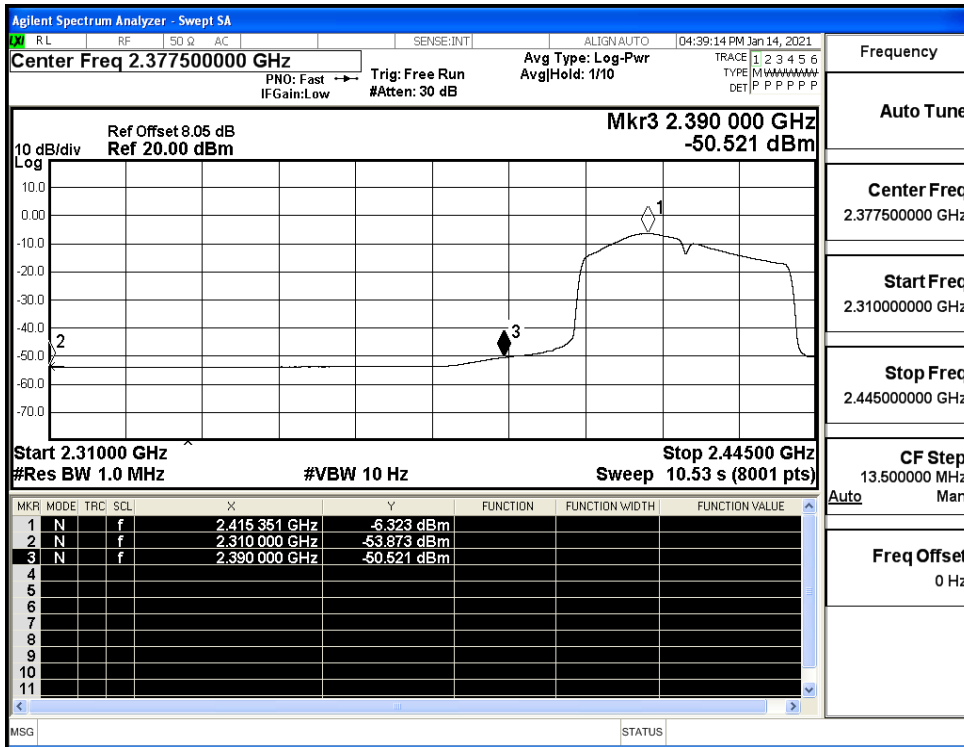 Agilent Spectrum Analyzer - Swept SA
LXI RL RF 50 Ω AC SENSE:INT ALIGN AUTO 04:39:14 PM Jan 14, 2021
Center Freq 2.377500000 GHz
PNO: Fast
IFGain:Low
Trig: Free Run
#Atten: 30 dB
Avg Type: Log-Pwr
Avg|Hold: 1/10
TRACE 1 2 3 4 5 6
TYPE M WWWWW
DET P P P P P P
Mkr3 2.390 000 GHz
-50.521 dBm
Ref Offset 8.05 dB
10 dB/div Ref 20.00 dBm
Log
10.0
0.00
-10.0
-20.0
-30.0
-40.0
-50.0
-60.0
-70.0
1
2
3
Start 2.31000 GHz Stop 2.44500 GHz
#Res BW 1.0 MHz #VBW 10 Hz Sweep 10.53 s (8001 pts)
MKR MODE TRC SCL X Y FUNCTION FUNCTION WIDTH FUNCTION VALUE
1 N f 2.415 351 GHz -6.323 dBm
2 N f 2.310 000 GHz -53.873 dBm
3 N f 2.390 000 GHz -50.521 dBm
4
5
6
7
8
9
10
11
MSG STATUS
Frequency
Auto Tune
Center Freq
2.377500000 GHz
Start Freq
2.310000000 GHz
Stop Freq
2.445000000 GHz
CF Step
13.500000 MHz
Auto Man
Freq Offset
0 Hz